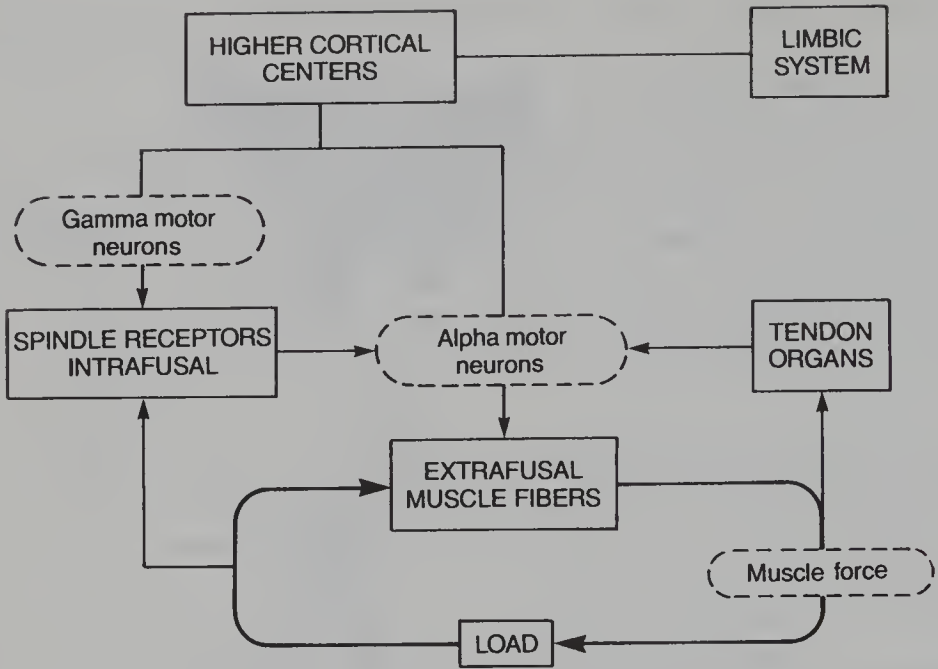 HIGHER CORTICAL
CENTERS
LIMBIC
SYSTEM
Gamma motor
neurons
SPINDLE RECEPTORS
INTRAFUSAL
Alpha motor
neurons
TENDON
ORGANS
EXTRAFUSAL
MUSCLE FIBERS
Muscle force
LOAD